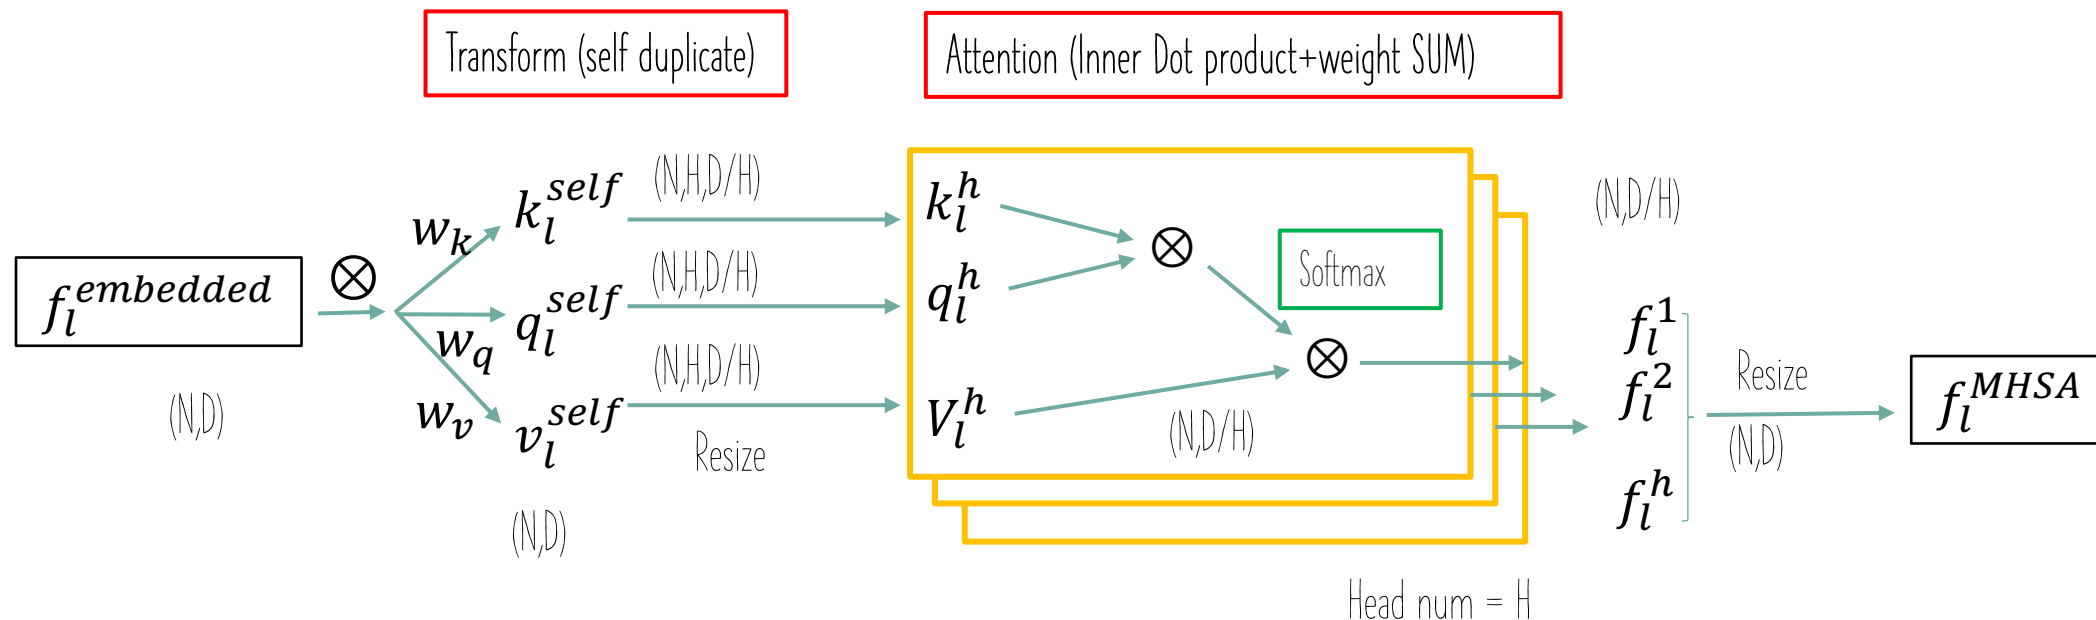 Transform (self duplicate)
Attention (Inner Dot product+weight SUM)
f_l^{embedded}
(N,D)
⊗
w_k
w_q
w_v
k_l^{self}
q_l^{self}
v_l^{self}
(N,D)
(N,H,D/H)
(N,H,D/H)
(N,H,D/H)
Resize
k_l^h
q_l^h
V_l^h
⊗
Softmax
⊗
(N,D/H)
Head num = H
(N,D/H)
f_l^1
f_l^2
f_l^h
Resize
(N,D)
f_l^{MHSA}